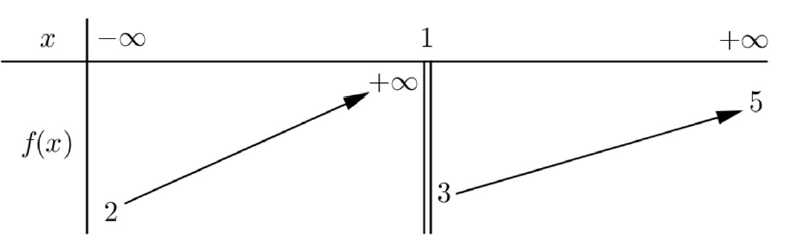 x −∞ 1 +∞
f(x) 2 +∞ 3 5